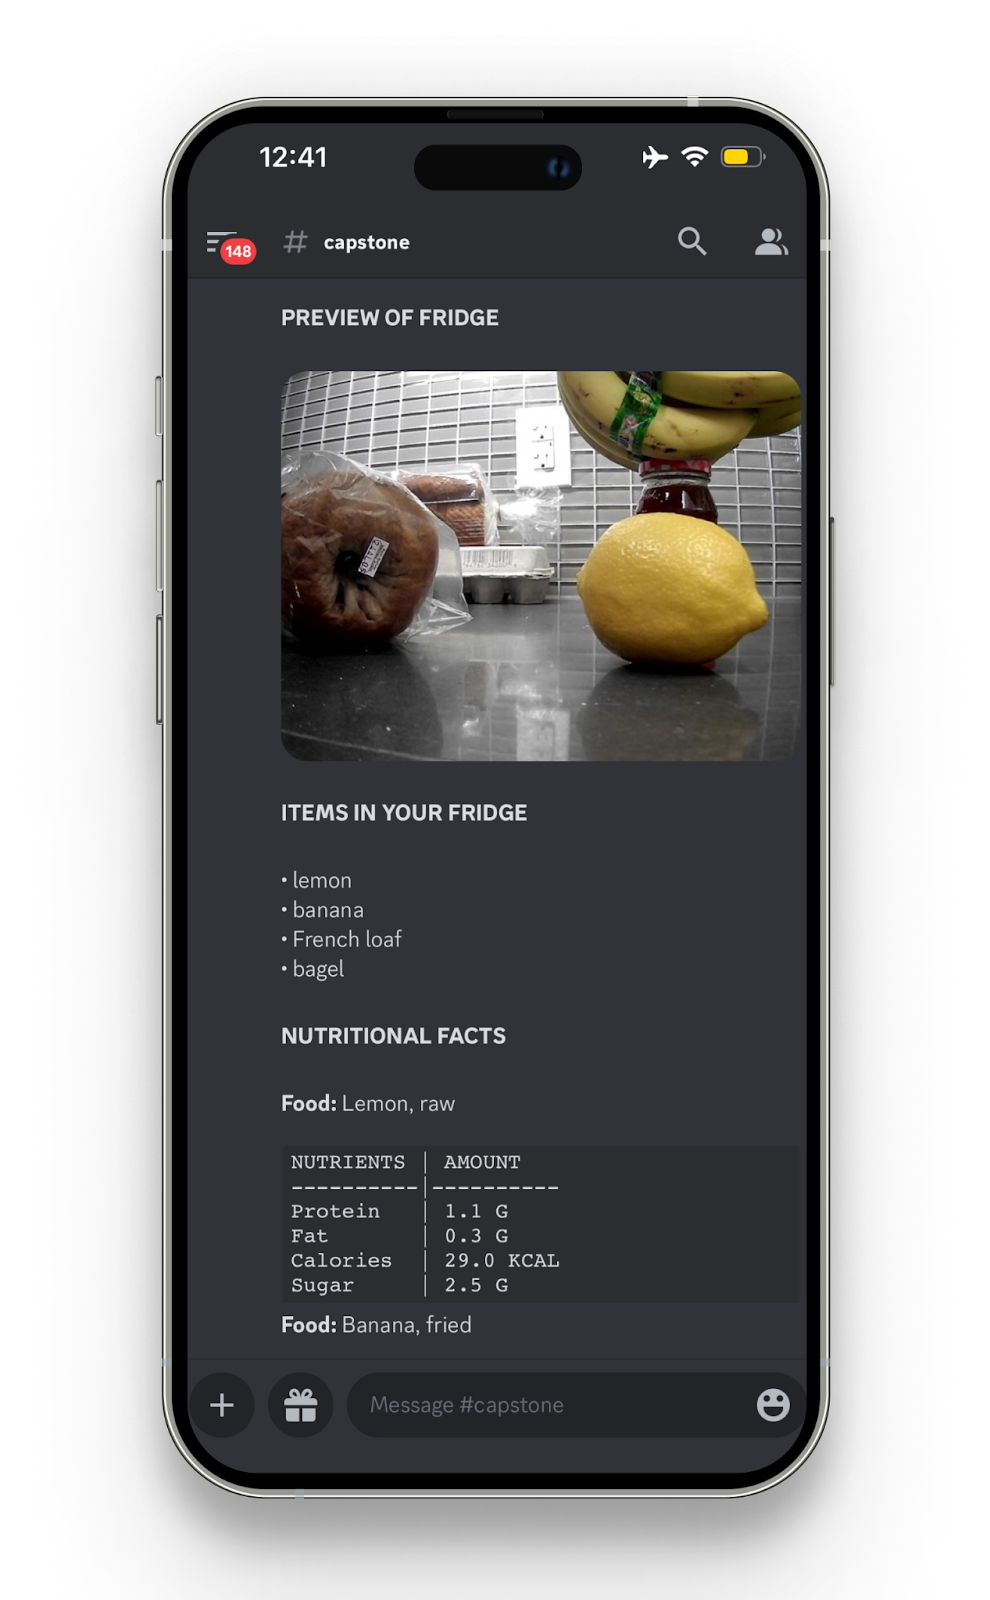 12:41
148
# capstone
PREVIEW OF FRIDGE
ITEMS IN YOUR FRIDGE
• lemon
• banana
• French loaf
• bagel
NUTRITIONAL FACTS
Food: Lemon, raw
NUTRIENTS | AMOUNT
----------|----------
Protein | 1.1 G
Fat | 0.3 G
Calories | 29.0 KCAL
Sugar | 2.5 G
Food: Banana, fried
Message #capstone